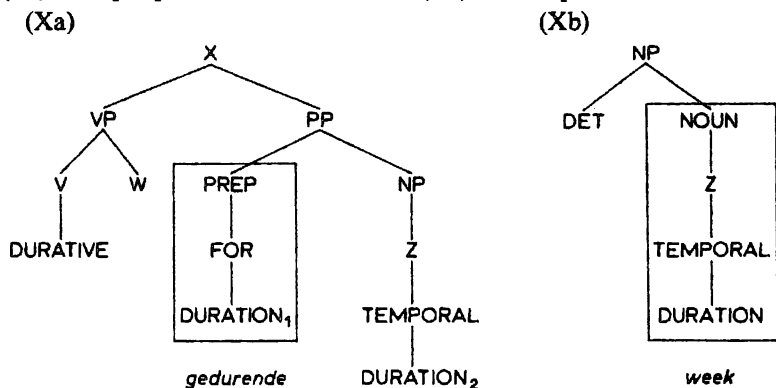 (Xa) (Xb)
X NP
VP PP DET NOUN
V W PREP NP Z
DURATIVE FOR Z TEMPORAL
DURATION₁ TEMPORAL DURATION
gedurende DURATION₂ week